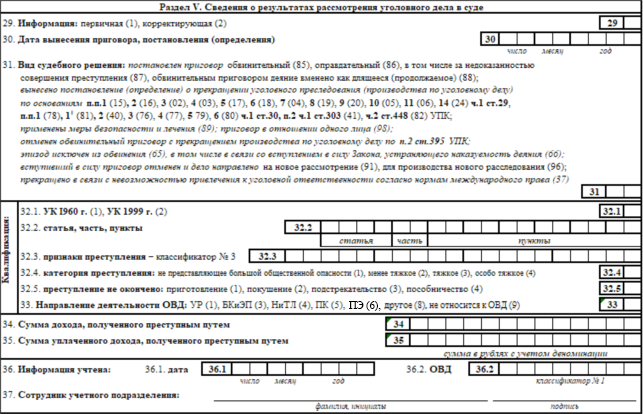 Раздел V. Сведения о результатах рассмотрения уголовного дела в суде
29. Информация: первичная (1), корректирующая (2) 29
30. Дата вынесения приговора, постановления (определения) 30
число месяц год
31. Вид судебного решения: постановлен приговор обвинительный (85), оправдательный (86), в том числе за недоказанностью
совершения преступления (87), обвинительным приговором деяние вменено как длящееся (продолжаемое) (88);
вынесено постановление (определение) о прекращении уголовного преследования (производства по уголовному делу)
по основаниям п.п.1 (15), 2 (16), 3 (02), 4 (03), 5 (17), 6 (18), 7 (04), 8 (19), 9 (20), 10 (05), 11 (06), 14 (24) ч.1 ст.29,
п.п.1 (78), 1¹ (81), 2 (40), 3 (76), 4 (77), 5 (79), 6 (80) ч.1 ст.30, п.2 ч.1 ст.303 (41), ч.2 ст.448 (82) УПК;
применены меры безопасности и лечения (89); приговор в отношении одного лица (98);
отменен обвинительный приговор с прекращением производства по уголовному делу по п.2 ст.395 УПК;
эпизод исключен из обвинения (65), в том числе в связи со вступлением в силу Закона, устраняющего наказуемость деяния (66);
вступивший в силу приговор отменен и дело направлено на новое рассмотрение (91), для производства нового расследования (96);
прекращено в связи с невозможностью привлечения к уголовной ответственности согласно нормам международного права (37)
31
Квалификация:
32.1. УК 1960 г. (1), УК 1999 г. (2) 32.1
32.2. статья, часть, пункты 32.2
статья часть пункты
32.3. признаки преступления – классификатор № 3 32.3
32.4. категория преступления: не представляющее большой общественной опасности (1), менее тяжкое (2), тяжкое (3), особо тяжкое (4) 32.4
32.5. преступление не окончено: приготовление (1), покушение (2), подстрекательство (3), пособничество (4) 32.5
33. Направление деятельности ОВД: УР (1), БКиЭП (3), НиТЛ (4), ПК (5), ПЭ (6), другое (8), не относится к ОВД (9) 33
34. Сумма дохода, полученного преступным путем 34
35. Сумма уплаченного дохода, полученного преступным путем 35
сумма в рублях с учетом деноминации
36. Информация учтена: 36.1. дата 36.1 36.2. ОВД 36.2
число месяц год классификатор № 1
37. Сотрудник учетного подразделения:
фамилия, инициалы подпись